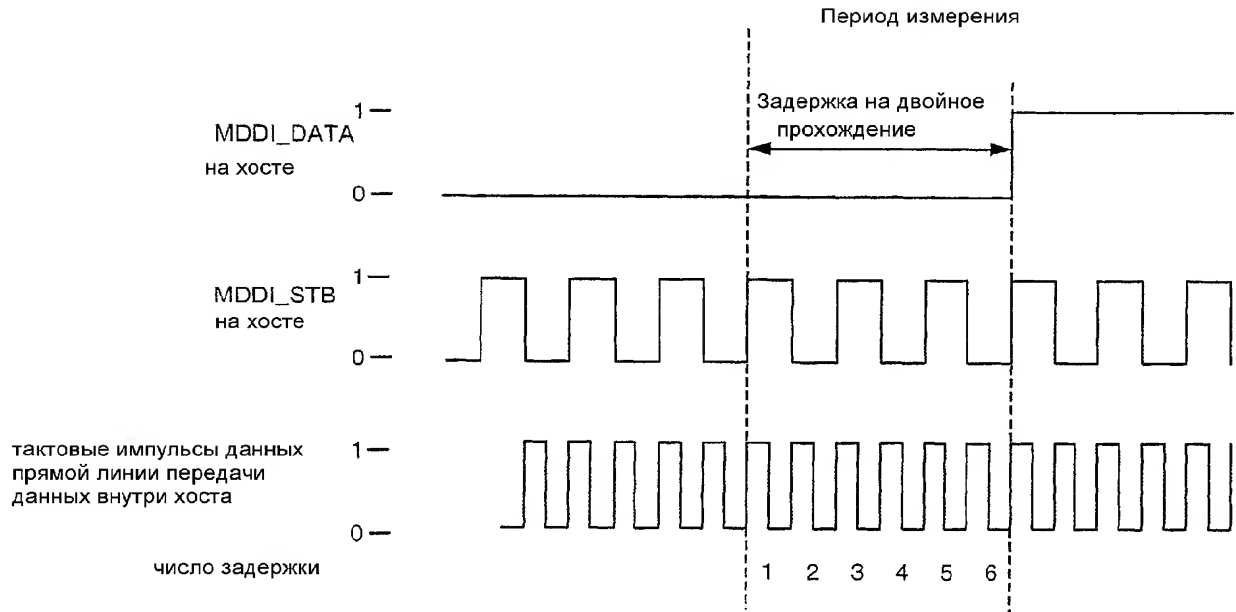 Период измерения
Задержка на двойное
прохождение
1
MDDI_DATA
на хосте
0
1
MDDI_STB
на хосте
0
тактовые импульсы данных
прямой линии передачи
данных внутри хоста
1
0
число задержки
1 2 3 4 5 6